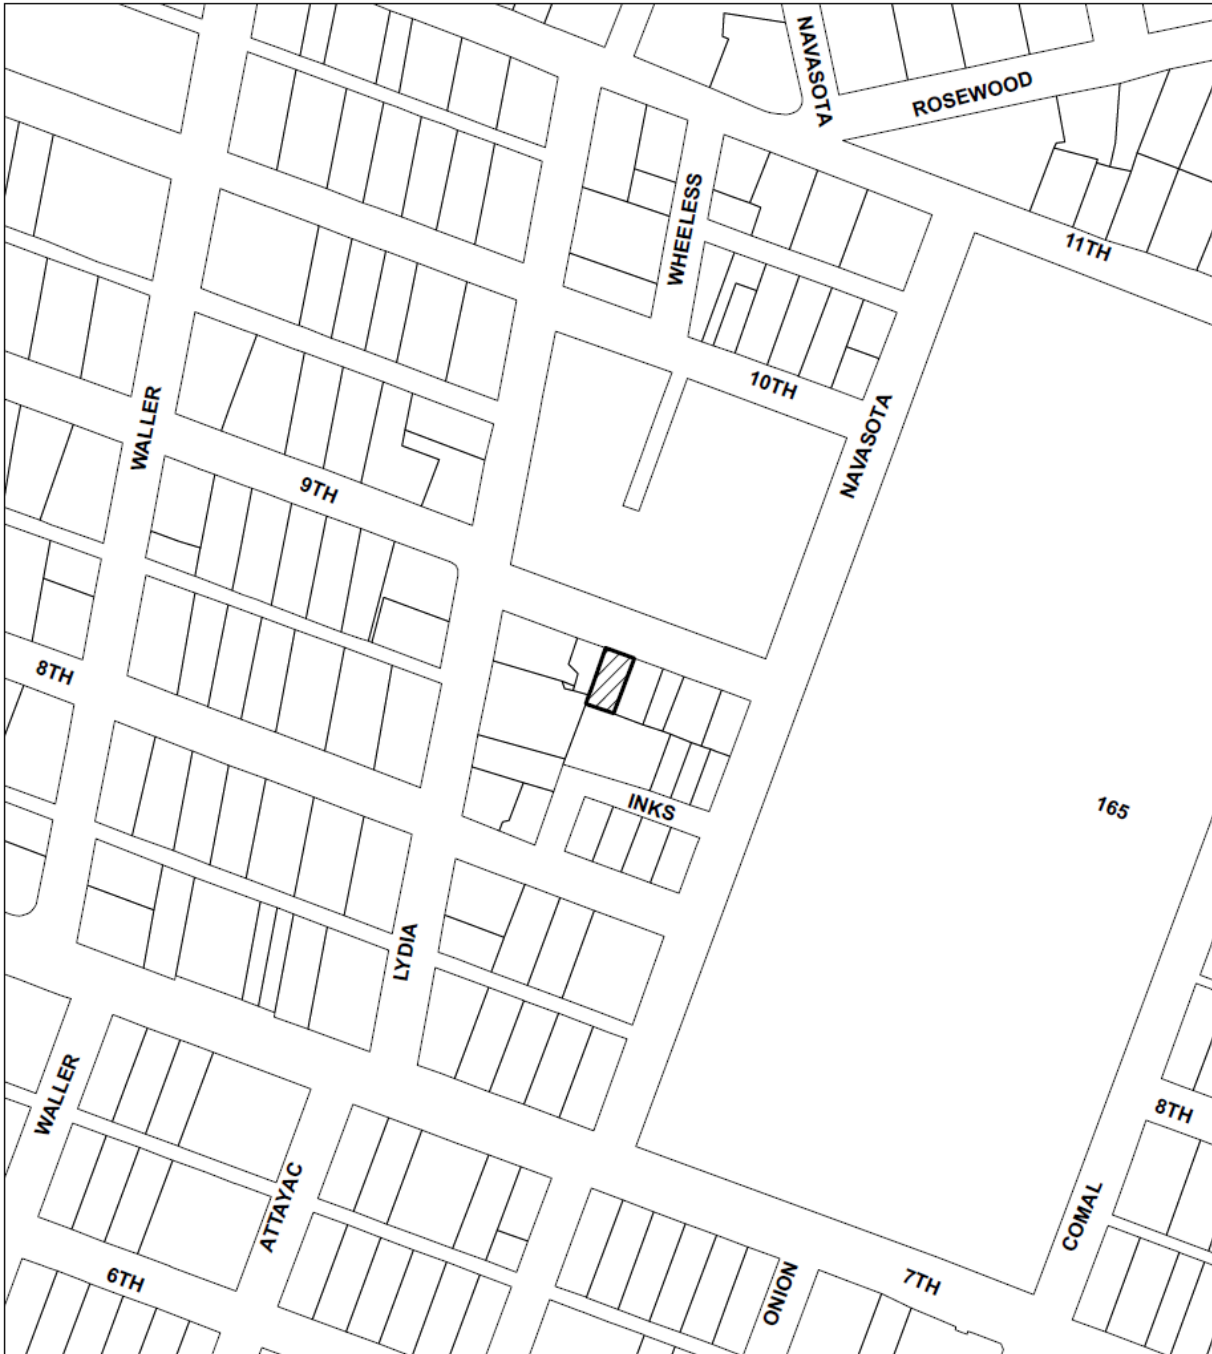 NAVASOTA
ROSEWOOD
WHEELESS
11TH
10TH
WALLER
NAVASOTA
9TH
8TH
INKS
165
LYDIA
WALLER
8TH
ATTAYAC
COMAL
6TH
ONION
7TH